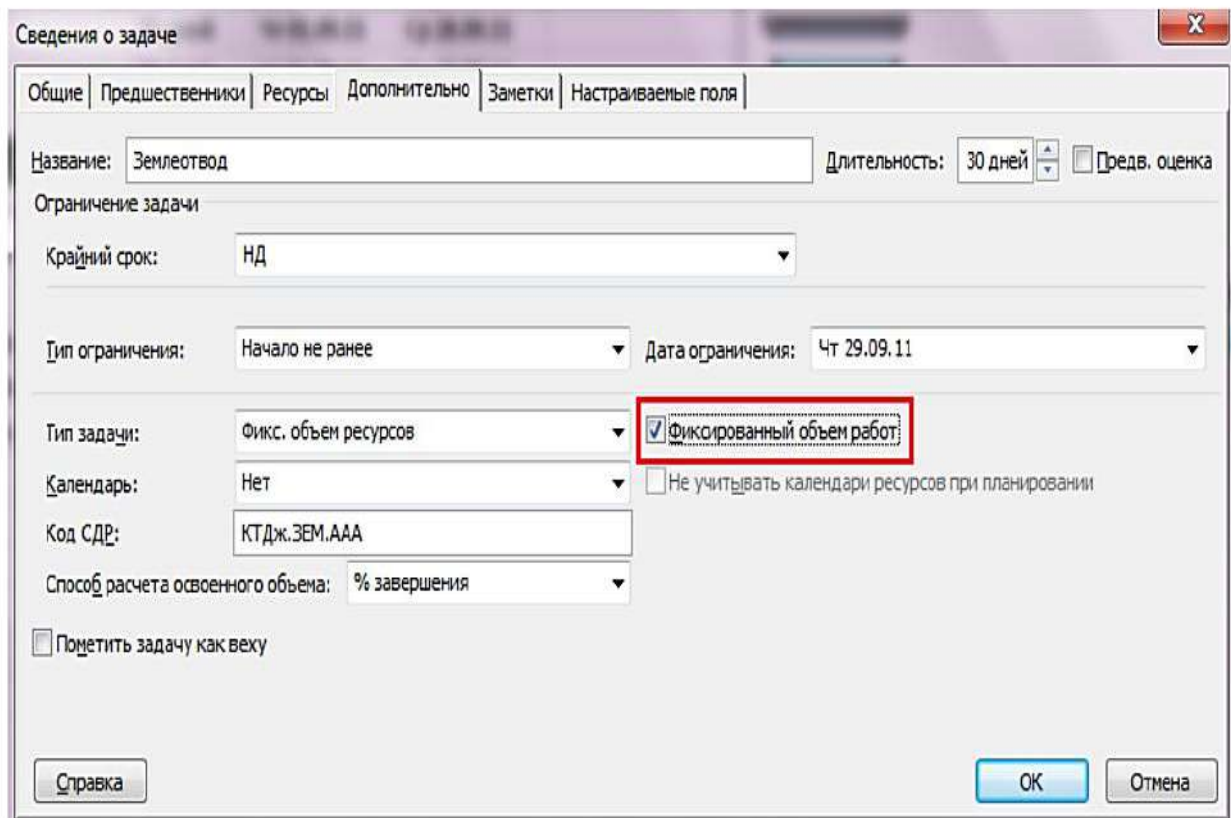 Сведения о задаче
Общие Предшественники Ресурсы Дополнительно Заметки Настраиваемые поля
Название: Землеотвод Длительность: 30 дней Предв. оценка
Ограничение задачи
Крайний срок: НД
Тип ограничения: Начало не ранее Дата ограничения: Чт 29.09.11
Тип задачи: Фикс. объем ресурсов Фиксированный объем работ
Календарь: Нет Не учитывать календари ресурсов при планировании
Код СДР: КТДж.ЗЕМ.ААА
Способ расчета освоенного объема: % завершения
Пометить задачу как веху
Справка ОК Отмена